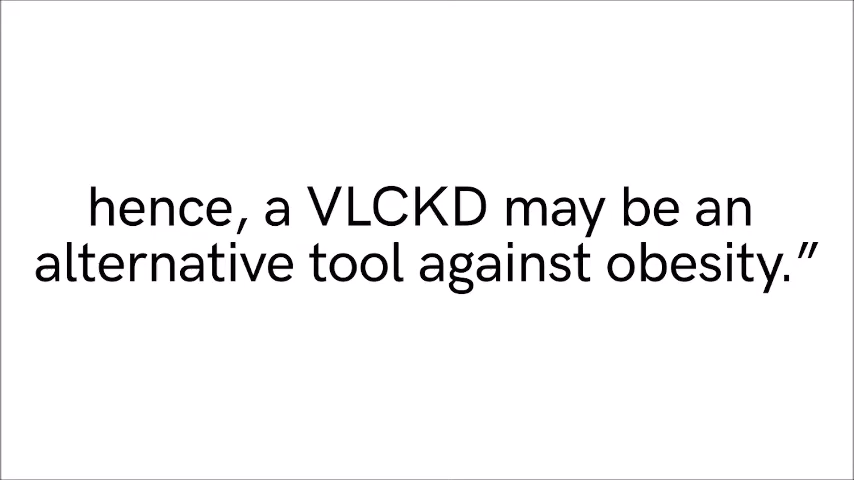 hence, a VLCKD may be an
alternative tool against obesity.”